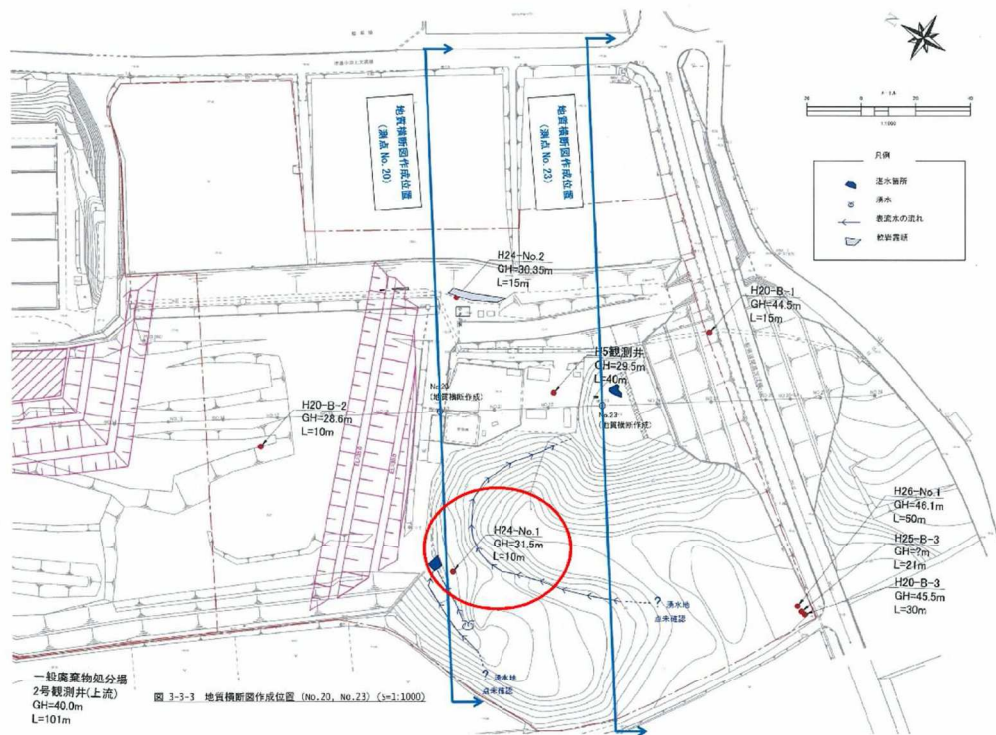 地質横断図作成位置
(測点 No.20)
地質横断図作成位置
(測点 No.23)
1:1000
凡例
湛水箇所
湧水
表流水の流れ
軟岩露頭
H24-No.2
GH=30.35m
L=15m
H20-B-1
GH=44.5m
L=15m
H5観測井
GH=29.5m
L=40m
No.20
(地質横断作成)
No.23
(地質横断作成)
H20-B-2
GH=28.6m
L=10m
H24-No.1
GH=31.5m
L=10m
H26-No.1
GH=46.1m
L=50m
H25-B-3
GH=?m
L=21m
H20-B-3
GH=45.5m
L=30m
? 湧水地
点未確認
? 湧水地
点未確認
一般廃棄物処分場
2号観測井(上流)
GH=40.0m
L=101m
図 3-3-3 地質横断図作成位置 (No.20, No.23) (s=1:1000)